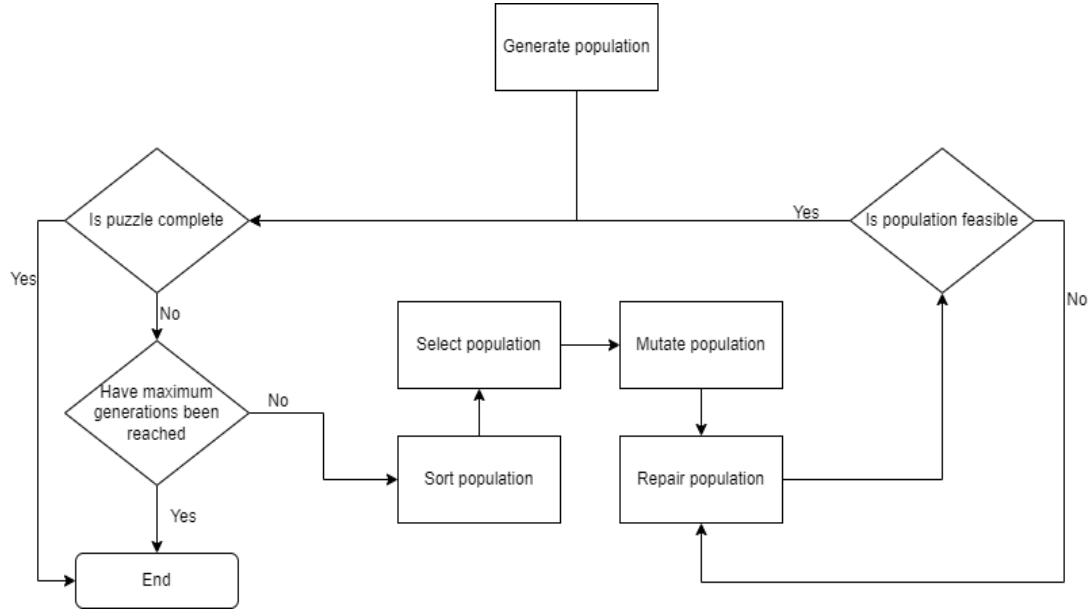 Generate population
Is puzzle complete
Yes
Is population feasible
Yes
No
No
Select population
Mutate population
Have maximum
generations been
reached
No
Sort population
Repair population
Yes
End